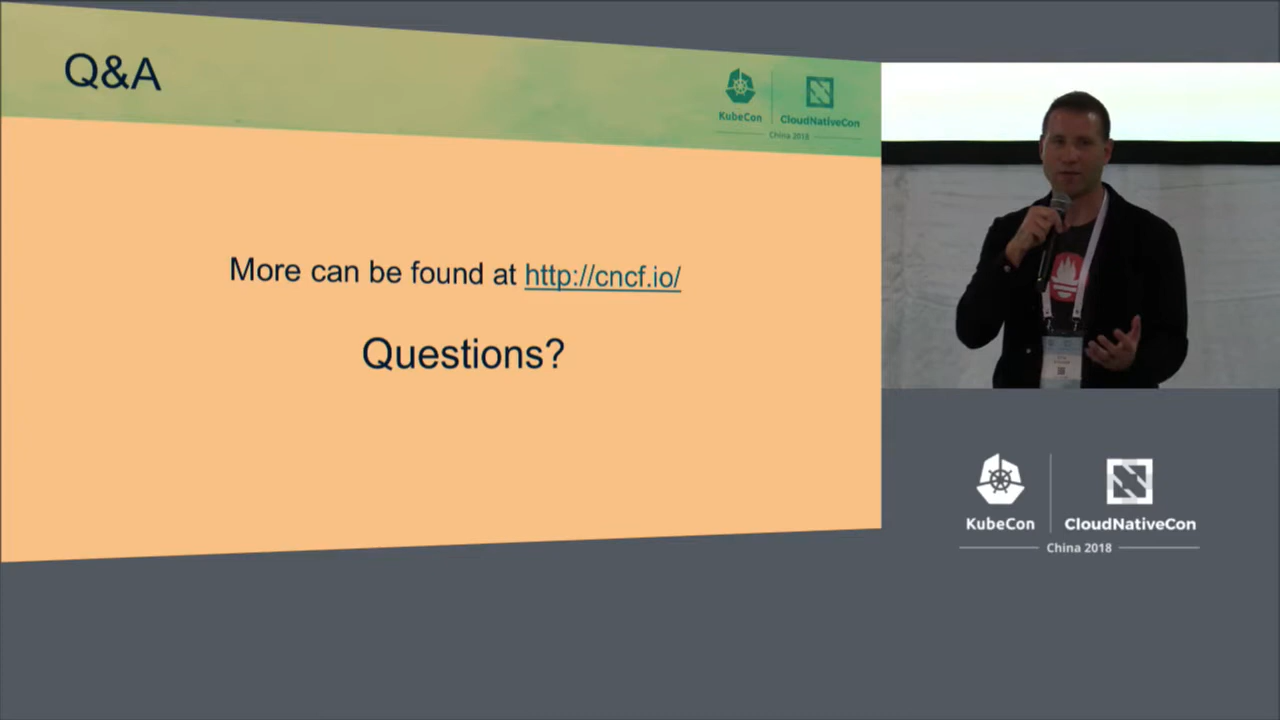 Q&A
KubeCon
CloudNativeCon
China 2018
More can be found at http://cncf.io/
Questions?
KubeCon
CloudNativeCon
China 2018